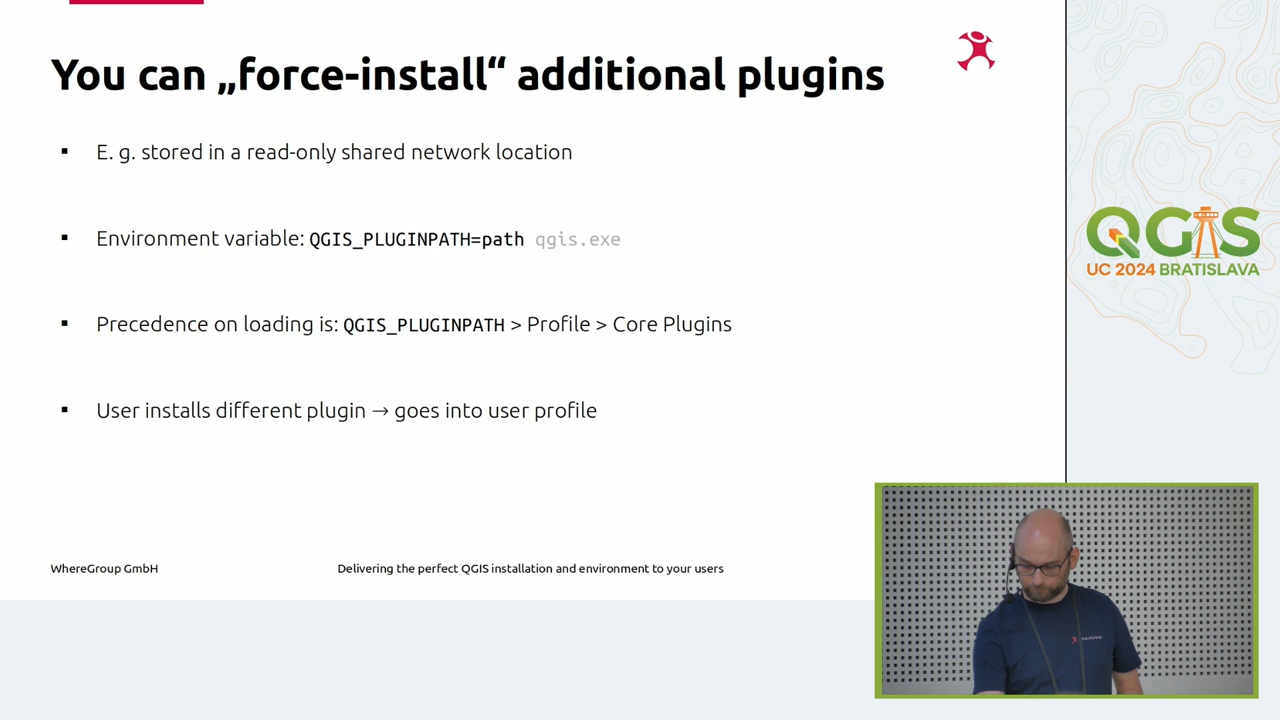 You can „force-install“ additional plugins
▪ E. g. stored in a read-only shared network location
▪ Environment variable: QGIS_PLUGINPATH=path qgis.exe
▪ Precedence on loading is: QGIS_PLUGINPATH > Profile > Core Plugins
▪ User installs different plugin → goes into user profile
WhereGroup GmbH
Delivering the perfect QGIS installation and environment to your users
QGIS
UC 2024 BRATISLAVA